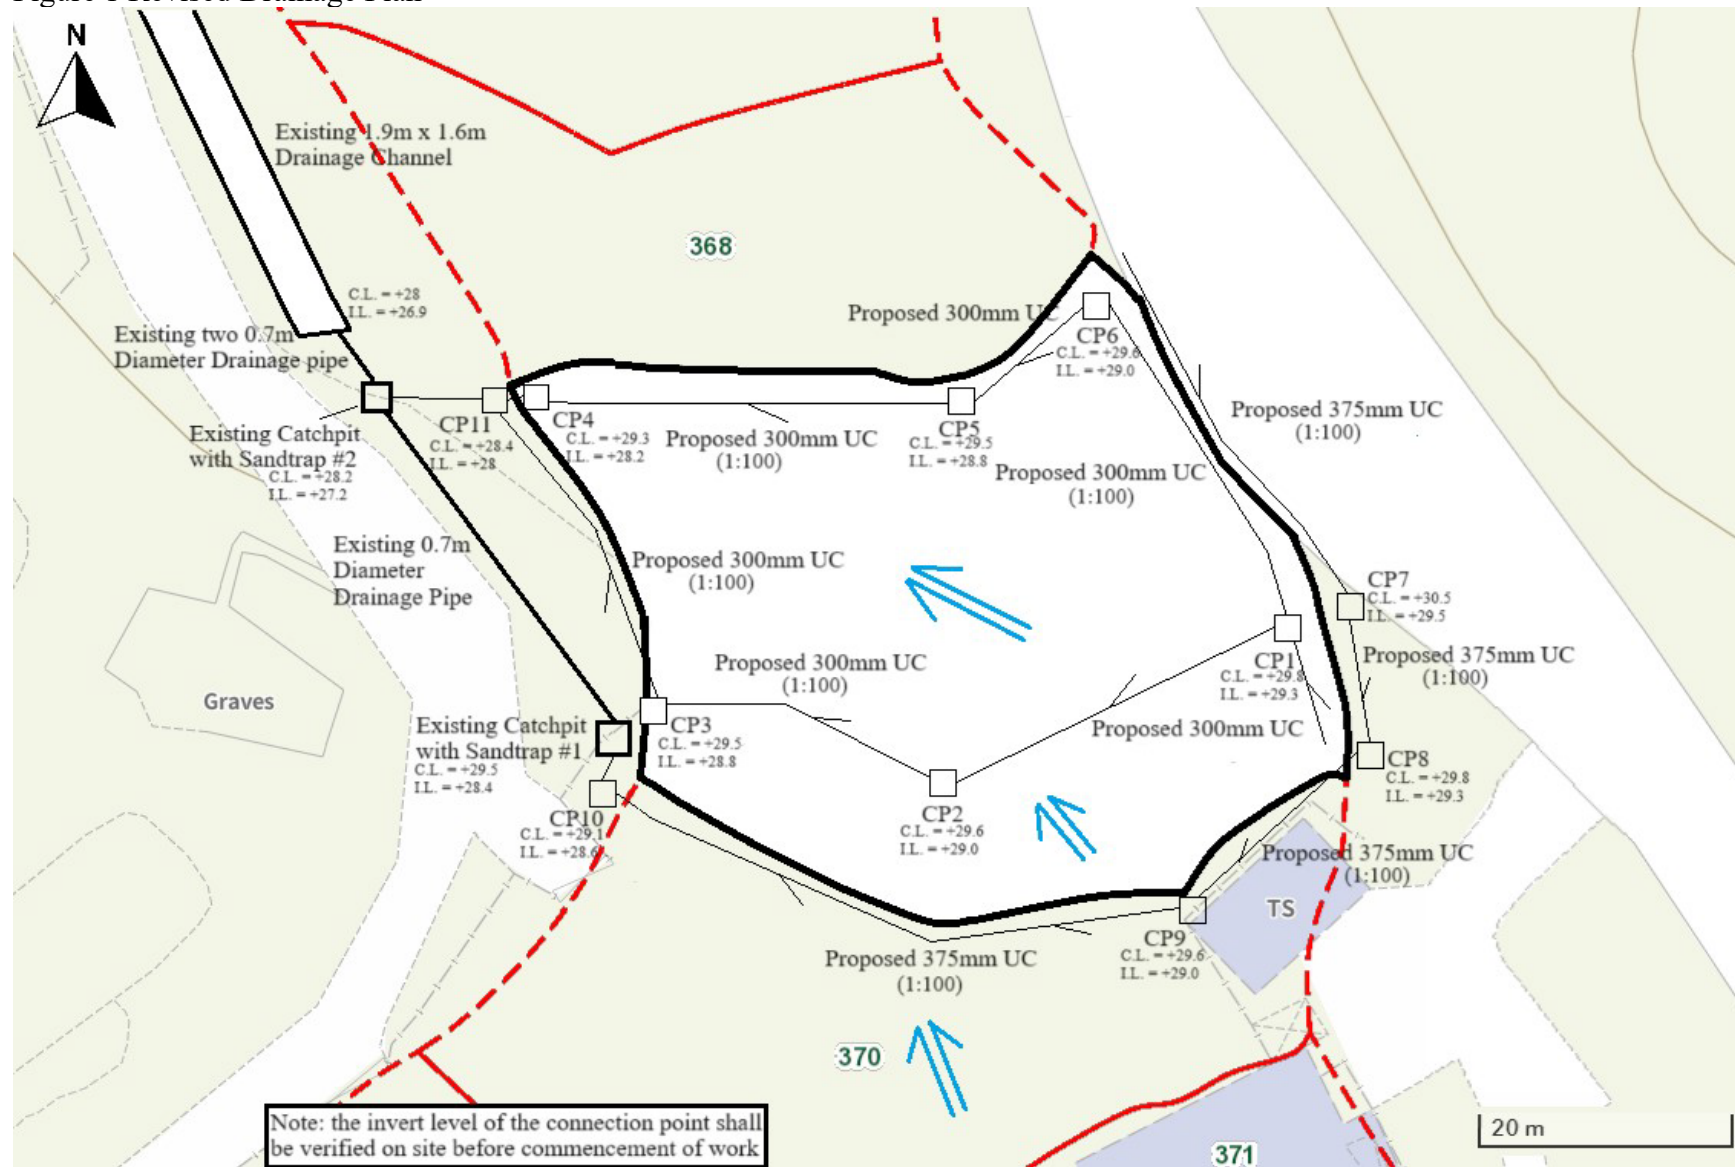 Figure 1 Revised Drainage Plan
N
Existing 1.9m x 1.6m
Drainage Channel
368
C.L. = +28
I.L. = +26.9
Existing two 0.7m
Diameter Drainage pipe
Proposed 300mm UC
CP6
C.L. = +29.6
I.L. = +29.0
CP11
C.L. = +28.4
I.L. = +28
CP4
C.L. = +29.3
I.L. = +28.2
Proposed 300mm UC
(1:100)
CP5
C.L. = +29.5
I.L. = +28.8
Proposed 375mm UC
(1:100)
Existing Catchpit
with Sandtrap #2
C.L. = +28.2
I.L. = +27.2
Proposed 300mm UC
(1:100)
Existing 0.7m
Diameter
Drainage Pipe
Proposed 300mm UC
(1:100)
CP7
C.L. = +30.5
I.L. = +29.5
Graves
Proposed 300mm UC
(1:100)
CP1
C.L. = +29.8
I.L. = +29.3
Proposed 375mm UC
(1:100)
Existing Catchpit
with Sandtrap #1
C.L. = +29.5
I.L. = +28.4
CP3
C.L. = +29.5
I.L. = +28.8
Proposed 300mm UC
CP8
C.L. = +29.8
I.L. = +29.3
CP10
C.L. = +29.1
I.L. = +28.6
CP2
C.L. = +29.6
I.L. = +29.0
Proposed 375mm UC
(1:100)
TS
CP9
C.L. = +29.6
I.L. = +29.0
Proposed 375mm UC
(1:100)
370
Note: the invert level of the connection point shall
be verified on site before commencement of work
20 m
371